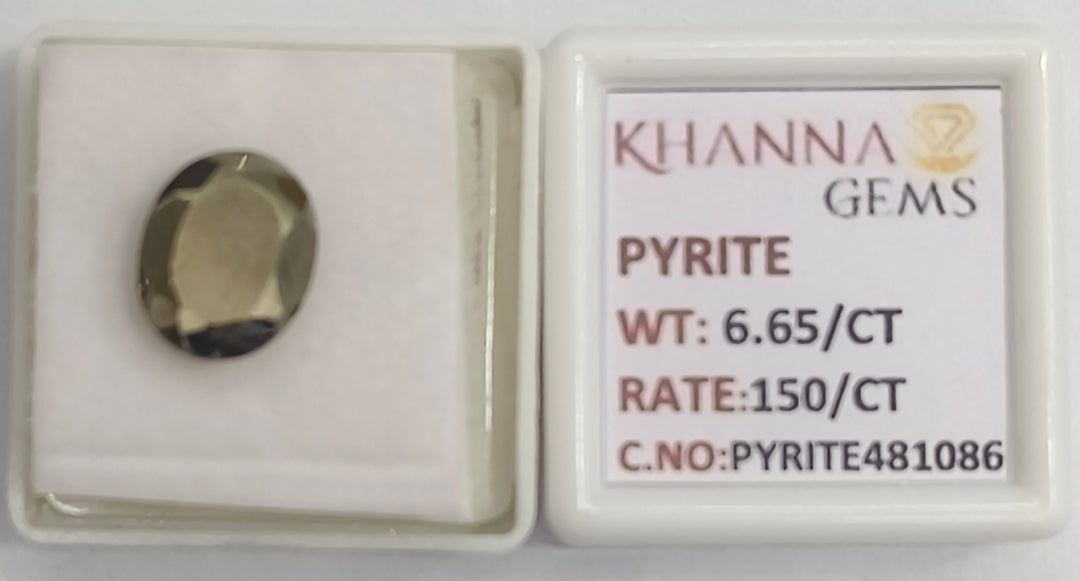 KHANNA
GEMS
PYRITE
WT: 6.65/CT
RATE:150/CT
C.NO:PYRITE481086